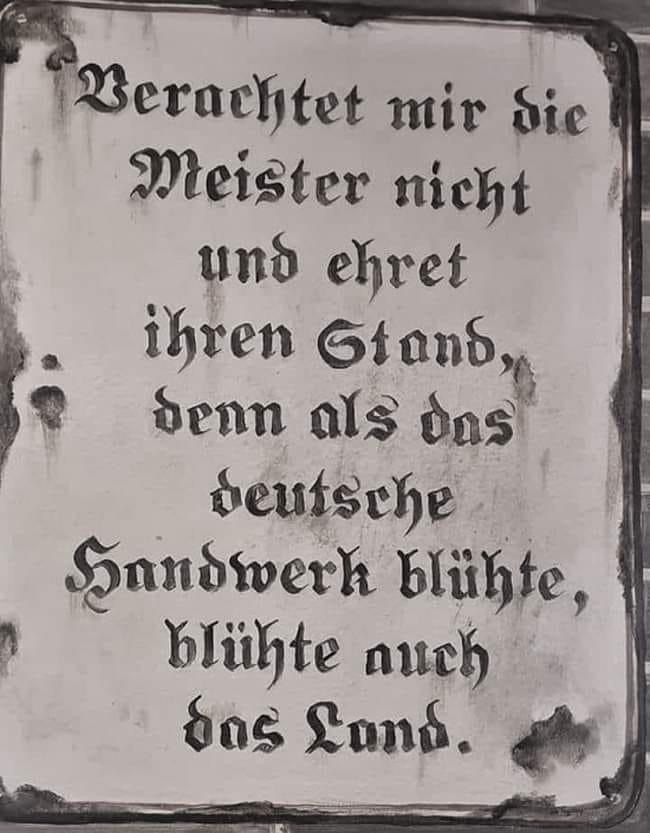 Verachtet mir die
Meister nicht
und ehret
ihren Stand,
denn als das
deutsche
Handwerk blühte,
blühte auch
das Land.